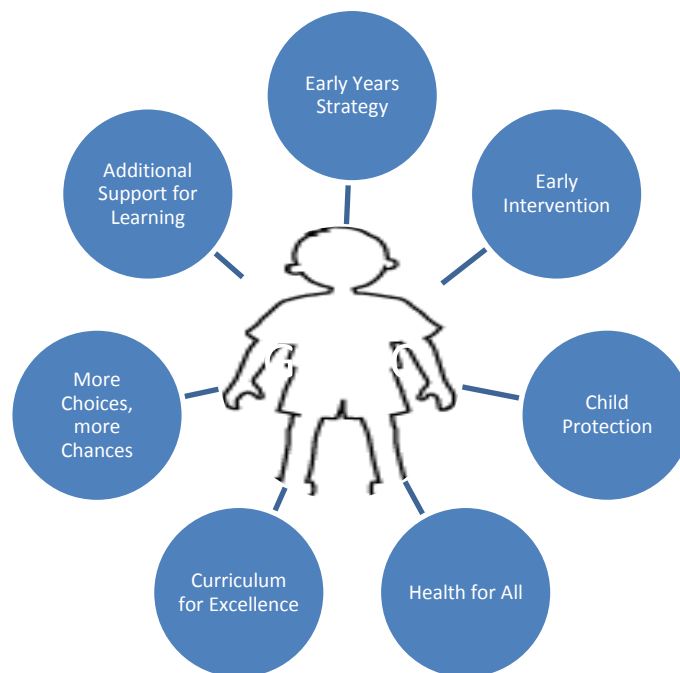 Early Years
Strategy
Early
Intervention
Child
Protection
Health for All
Curriculum
for Excellence
More
Choices,
more
Chances
Additional
Support for
Learning